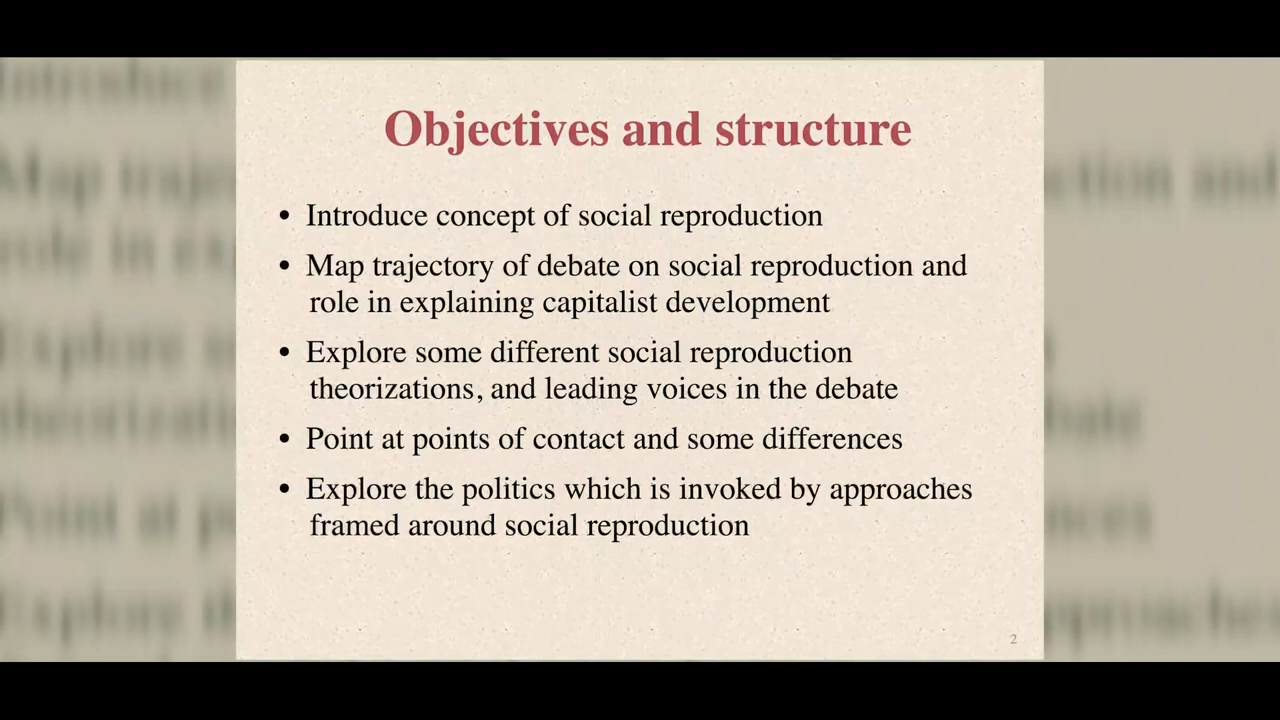 Objectives and structure
• Introduce concept of social reproduction
• Map trajectory of debate on social reproduction and
role in explaining capitalist development
• Explore some different social reproduction
theorizations, and leading voices in the debate
• Point at points of contact and some differences
• Explore the politics which is invoked by approaches
framed around social reproduction
2